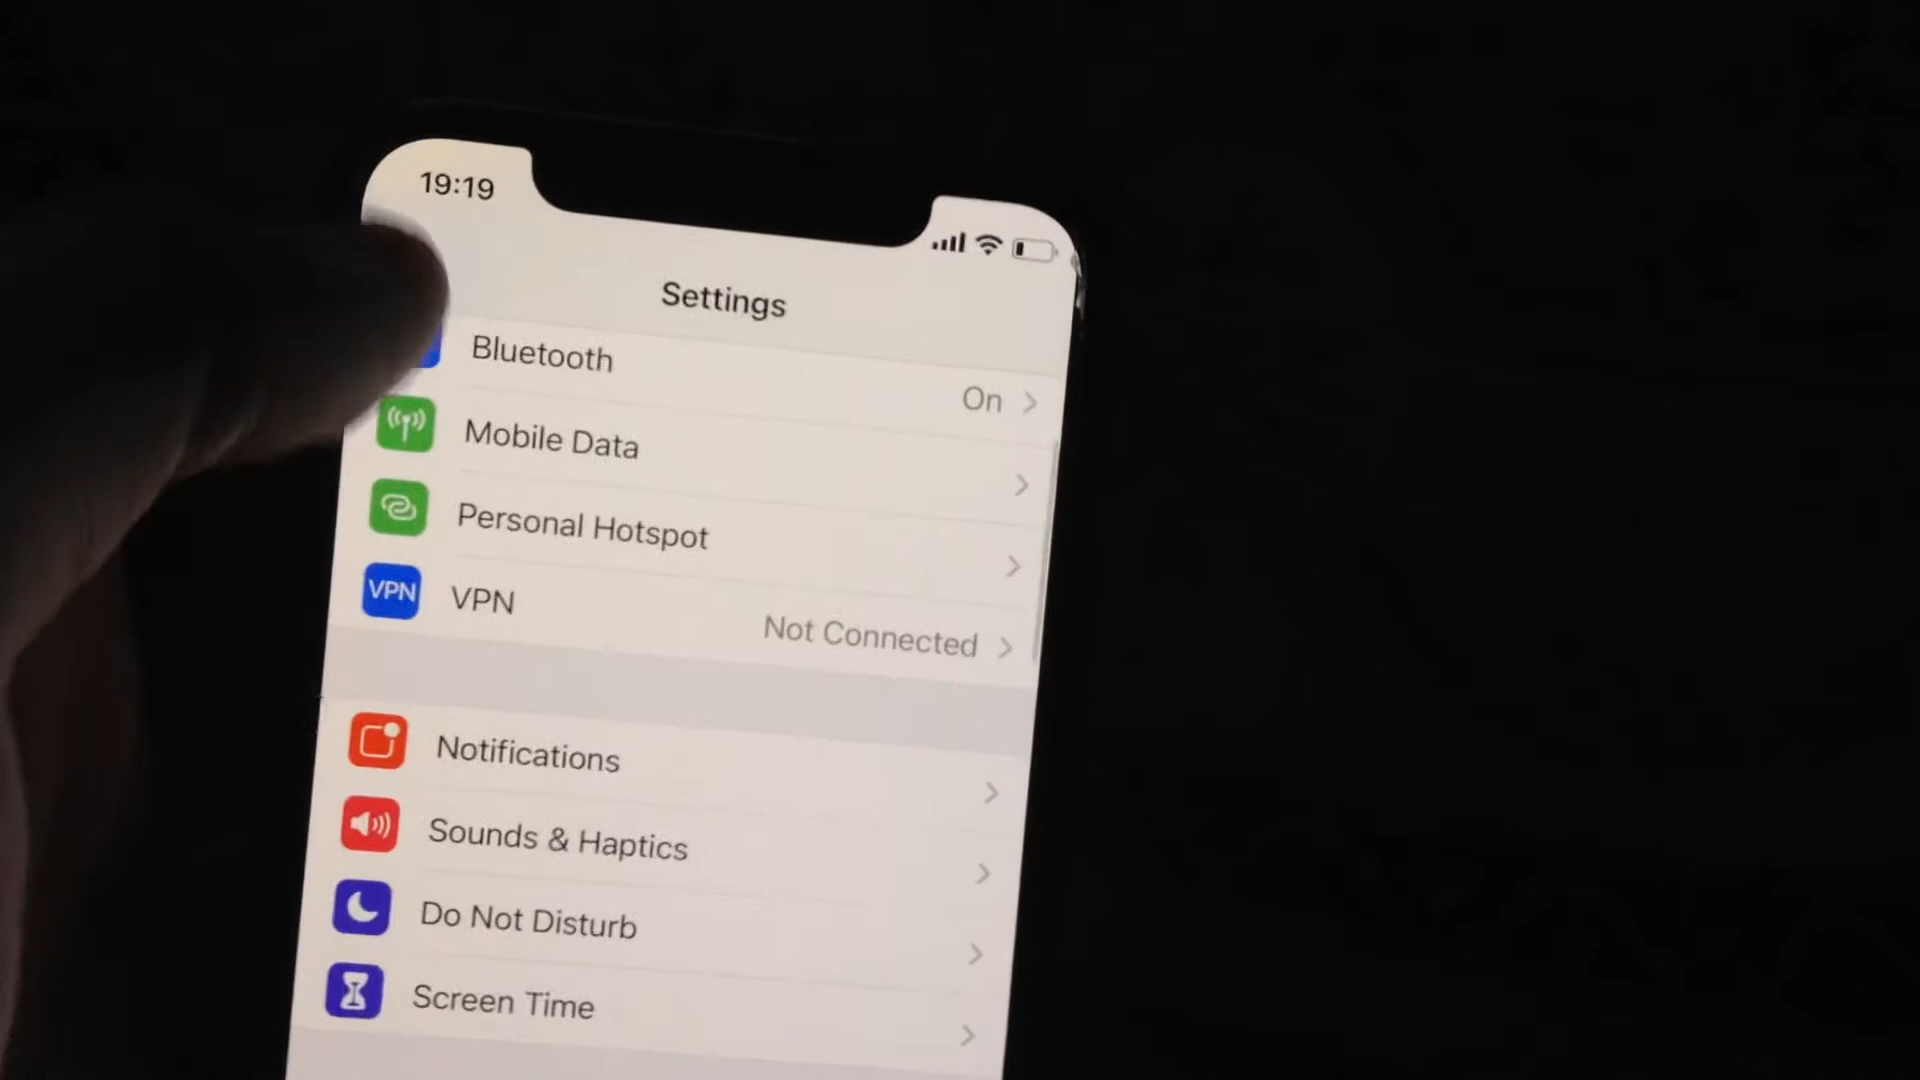 19:19
Settings
Bluetooth On
Mobile Data
Personal Hotspot
VPN VPN Not Connected
Notifications
Sounds & Haptics
Do Not Disturb
Screen Time